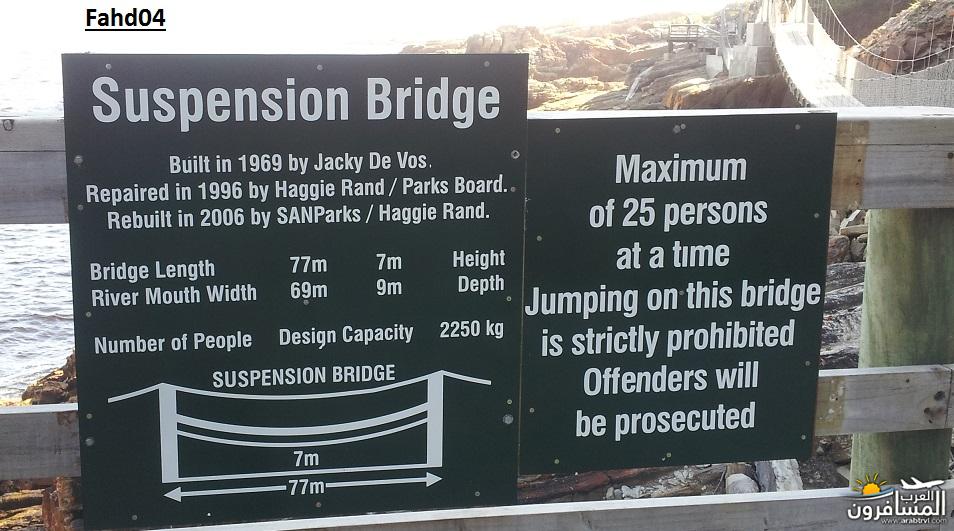 Fahd04
Suspension Bridge
Built in 1969 by Jacky De Vos.
Repaired in 1996 by Haggie Rand / Parks Board.
Rebuilt in 2006 by SANParks / Haggie Rand.
Bridge Length 77m 7m Height
River Mouth Width 69m 9m Depth
Number of People Design Capacity 2250 kg
SUSPENSION BRIDGE
7m
77m
Maximum
of 25 persons
at a time
Jumping on this bridge
is strictly prohibited
Offenders will
be prosecuted
العرب
المسافرون
www.arabtrvl.com